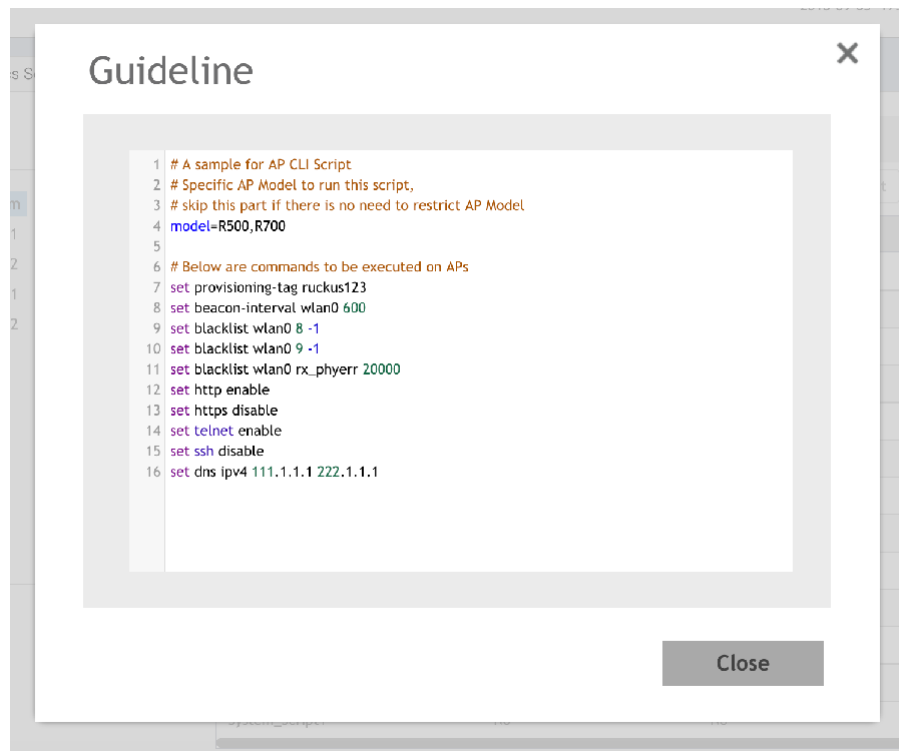 Guideline
1 # A sample for AP CLI Script
2 # Specific AP Model to run this script,
3 # skip this part if there is no need to restrict AP Model
4 model=R500,R700
5
6 # Below are commands to be executed on APs
7 set provisioning-tag ruckus123
8 set beacon-interval wlan0 600
9 set blacklist wlan0 8 -1
10 set blacklist wlan0 9 -1
11 set blacklist wlan0 rx_phyerr 20000
12 set http enable
13 set https disable
14 set telnet enable
15 set ssh disable
16 set dns ipv4 111.1.1.1 222.1.1.1
Close